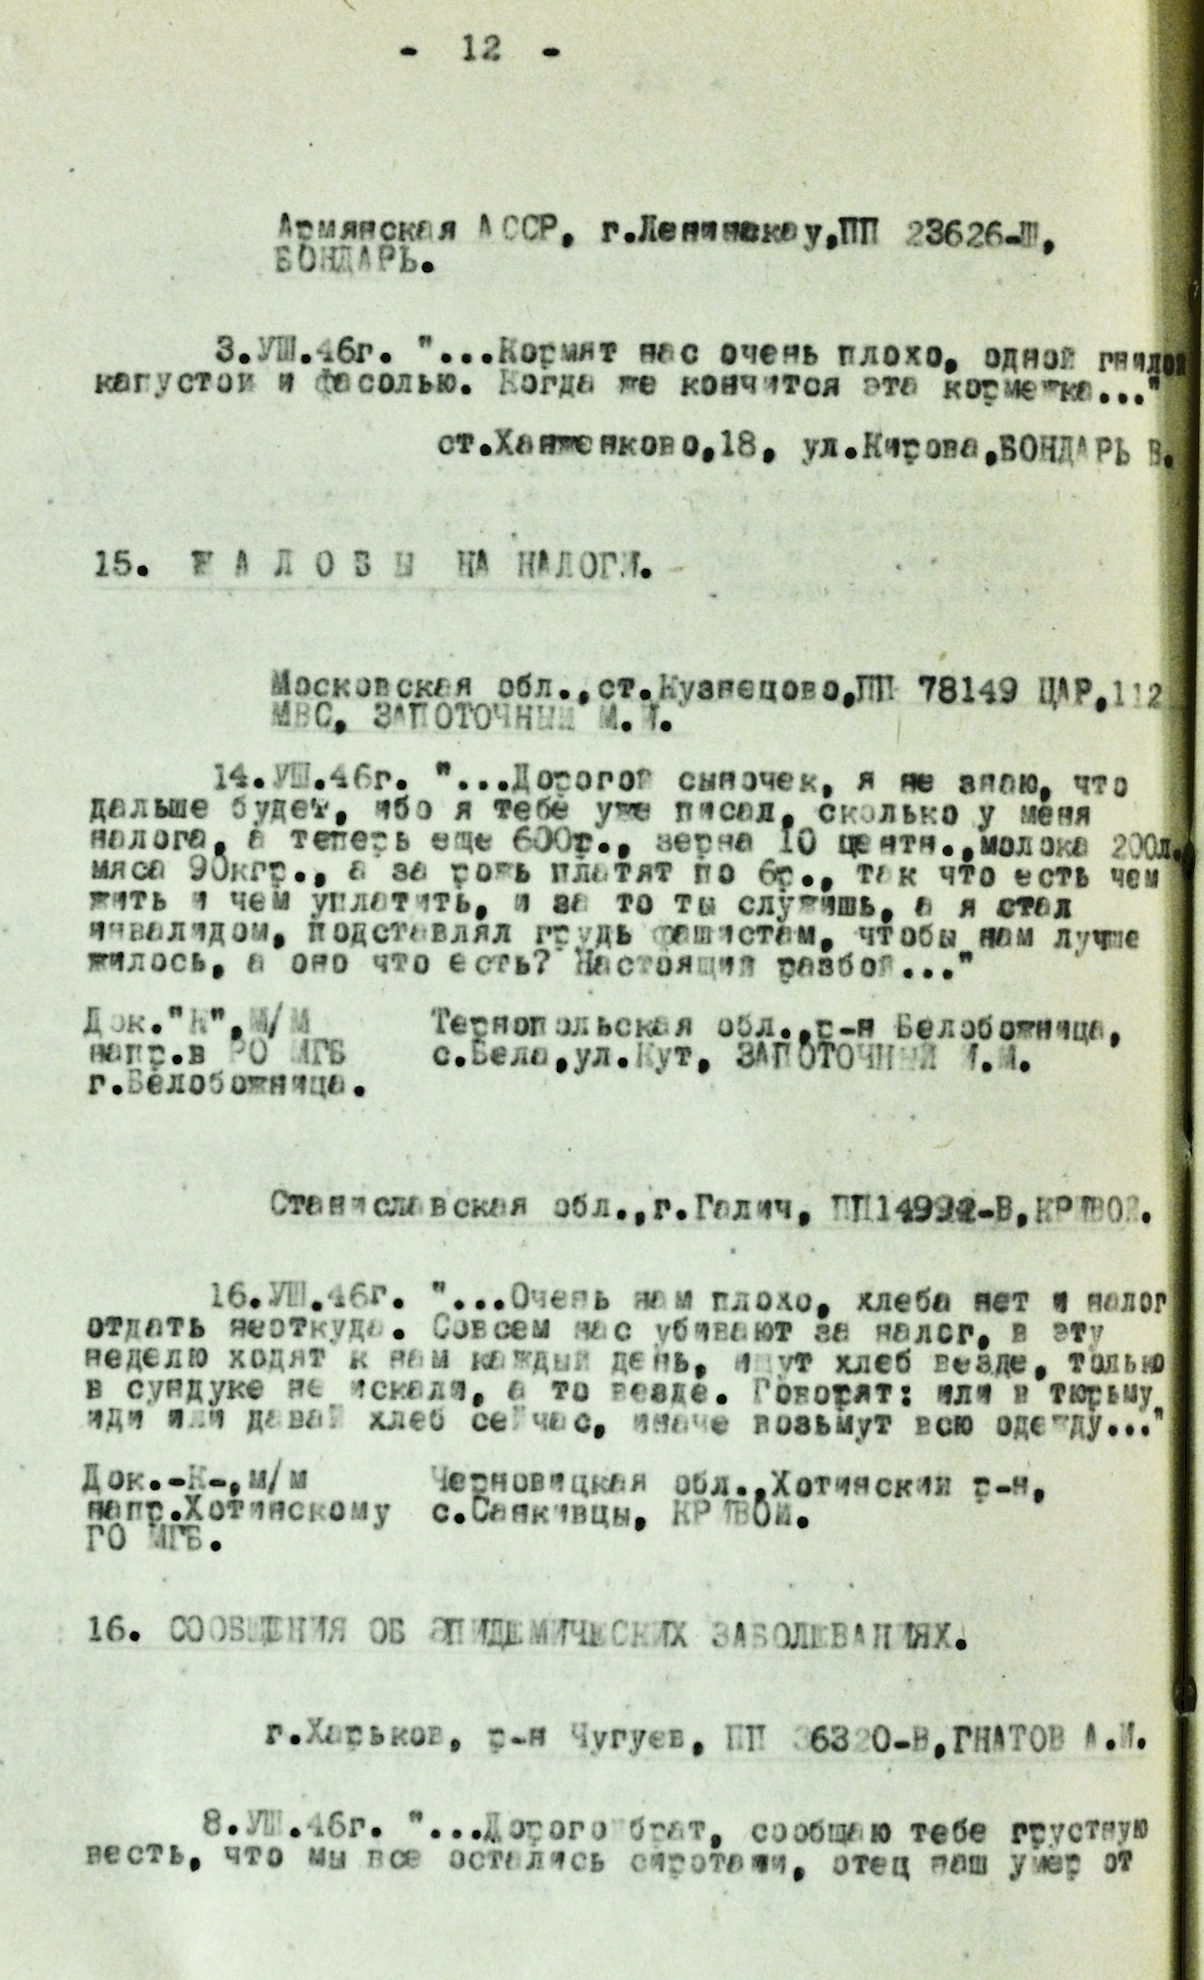 - 12 -
Армянская АССР, г.Ленинакау,ПП 23626-Ш,
БОНДАРЬ.
3.УШ.46г. "...Кормят нас очень плохо, одной гнилой
капустой и фасолью. Когда же кончится эта кормежка..."
ст.Ханженково,18, ул.Кирова,БОНДАРЬ В.
15. Ж А Л О Б Ы НА НАЛОГИ.
Московская обл.,ст.Кузнецово,ПП 78149 ЦАР,112
МВС, ЗАПОТОЧНЫЙ М.И.
14.УШ.46г. "...Дорогой сыночек, я не знаю, что
дальше будет, ибо я тебе уже писал, сколько у меня
налога, а теперь еще 600р., зерна 10 центн.,молока 200л.
мяса 90кгр., а за рожь платят по 6р., так что есть чем
жить и чем уплатить, и за то ты служишь, а я стал
инвалидом, подставлял грудь фашистам, чтобы нам лучше
жилось, а оно что есть? Настоящий разбой..."
Док."К",м/м Тернопольская обл.,р-н Белобожница,
напр.в РО МГБ с.Бела,ул.Кут, ЗАПОТОЧНЫЙ И.М.
г.Белобожница.
Станиславская обл.,г.Галич, ПП14992-В,КРИВОЙ.
16.УШ.46г. "...Очень нам плохо, хлеба нет и налог
отдать неоткуда. Совсем нас убивают за налог, в эту
неделю ходят к нам каждый день, ищут хлеб везде, только
в сундуке не искали, а то везде. Говорят: или в тюрьму
иди или давай хлеб сейчас, иначе возьмут всю одежду..."
Док.-К-,м/м Черновицкая обл.,Хотинский р-н,
напр.Хотинскому с.Санкивцы, КРИВОЙ.
ГО МГБ.
16. СООБЩЕНИЯ ОБ ЭПИДЕМИЧЕСКИХ ЗАБОЛЕВАНИЯХ.
г.Харьков, р-н Чугуев, ПП 36320-В,ГНАТОВ А.И.
8.УШ.46г. "...Дорогой брат, сообщаю тебе грустную
весть, что мы все остались сиротами, отец наш умер от